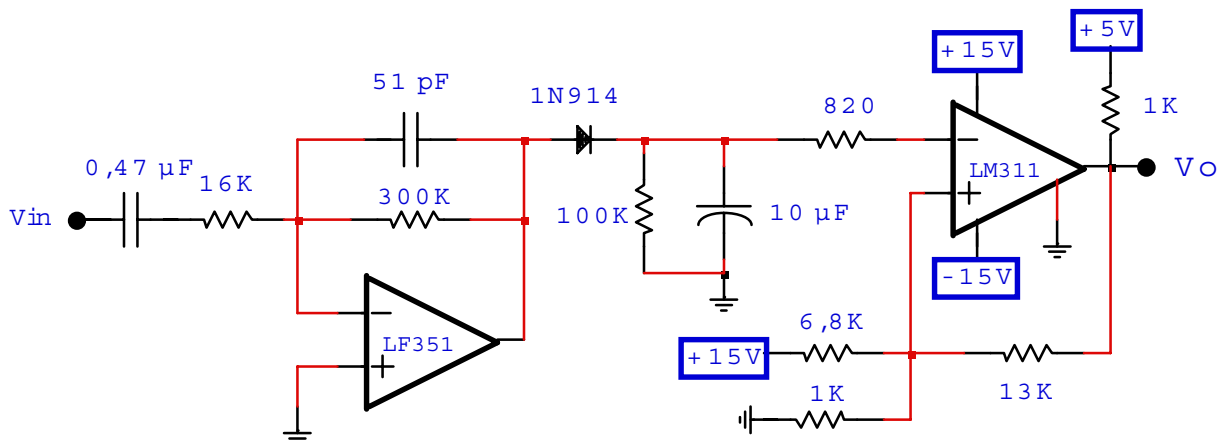 +5V
+15V
51 pF
1N914
820
1K
0,47 µF
16K
300K
LM311
Vo
Vin
100K
10 µF
-15V
6,8K
LF351
+15V
1K
13K